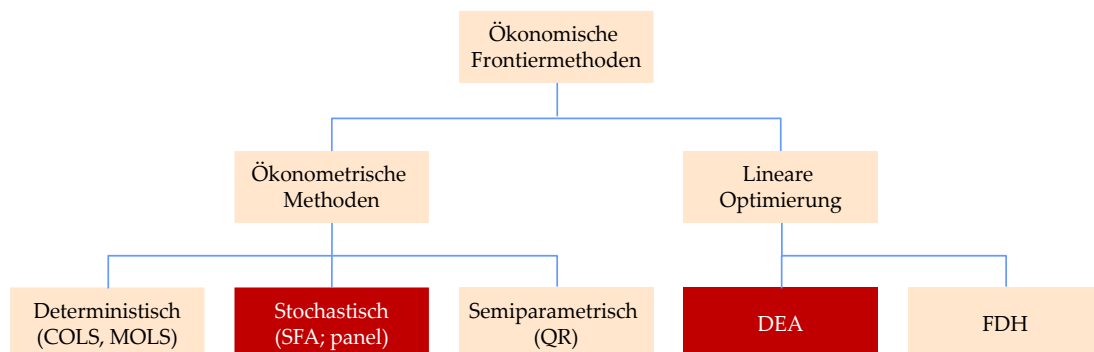 Ökonomische
Frontiermethoden
Ökonometrische
Methoden
Lineare
Optimierung
Deterministisch
(COLS, MOLS)
Stochastisch
(SFA; panel)
Semiparametrisch
(QR)
DEA
FDH